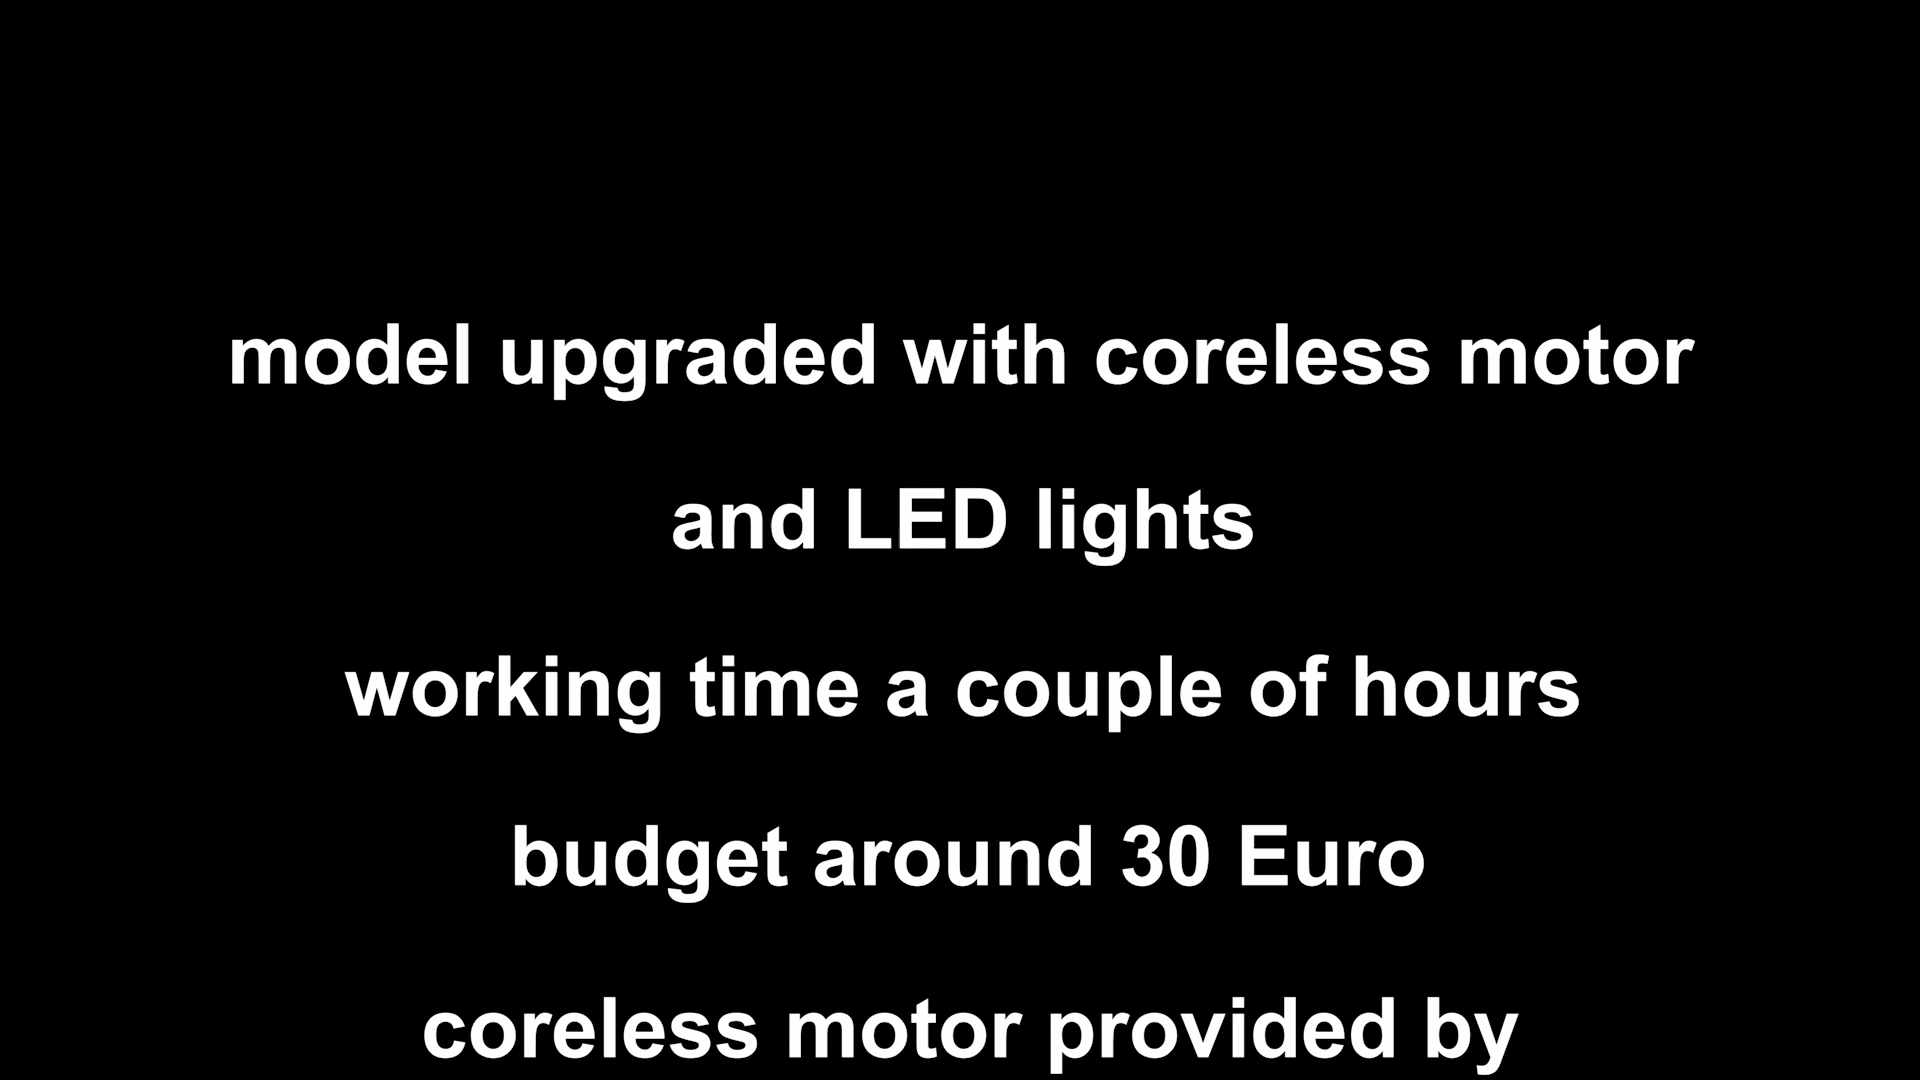 model upgraded with coreless motor
and LED lights
working time a couple of hours
budget around 30 Euro
coreless motor provided by